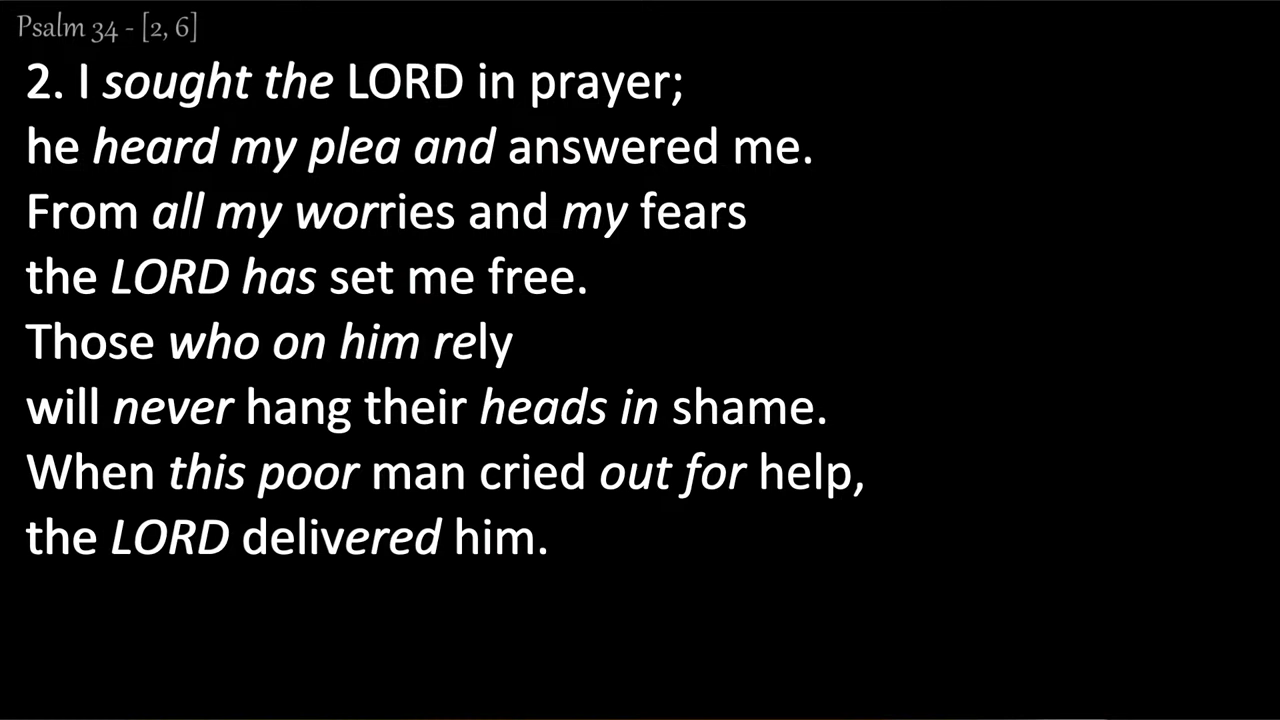 Psalm 34 - [2, 6]
2. I sought the LORD in prayer;
he heard my plea and answered me.
From all my worries and my fears
the LORD has set me free.
Those who on him rely
will never hang their heads in shame.
When this poor man cried out for help,
the LORD delivered him.